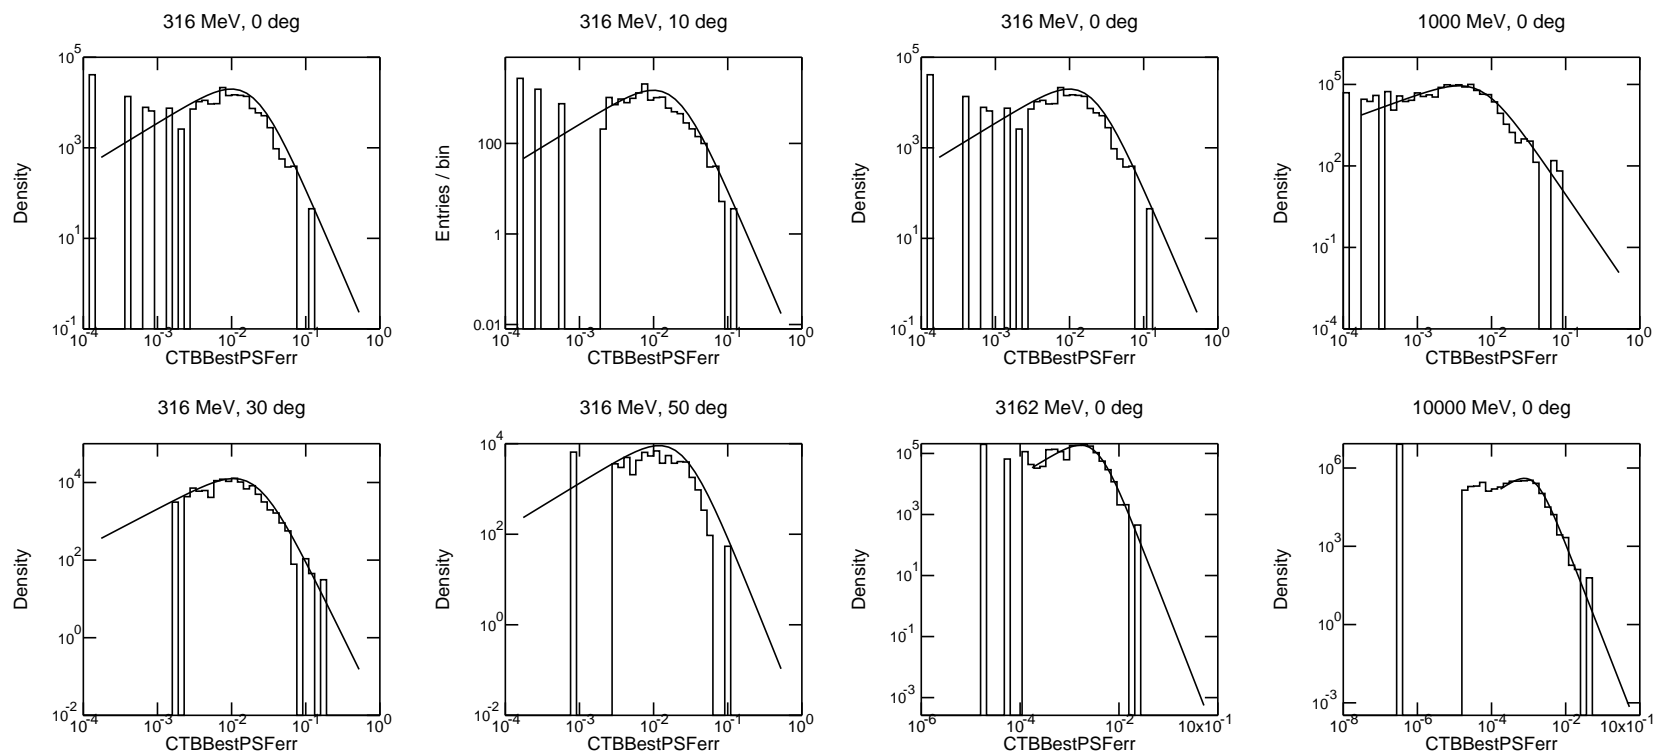 316 MeV, 0 deg
10^5
10^3
10^1
10^-1
Density
10^-4 10^-3 10^-2 10^-1 10^0
CTBBestPSFerr
316 MeV, 10 deg
100
1
0.01
Entries / bin
10^-4 10^-3 10^-2 10^-1 10^0
CTBBestPSFerr
316 MeV, 0 deg
10^5
10^3
10^1
10^-1
Density
10^-4 10^-3 10^-2 10^-1 10^0
CTBBestPSFerr
1000 MeV, 0 deg
10^5
10^2
10^-1
10^-4
Density
10^-4 10^-3 10^-2 10^-1 10^0
CTBBestPSFerr
316 MeV, 30 deg
10^4
10^2
10^0
10^-2
Density
10^-4 10^-3 10^-2 10^-1 10^0
CTBBestPSFerr
316 MeV, 50 deg
10^4
10^2
10^0
10^-2
Density
10^-4 10^-3 10^-2 10^-1 10^0
CTBBestPSFerr
3162 MeV, 0 deg
10^5
10^3
10^1
10^-1
10^-3
Density
10^-6 10^-4 10^-2 10x10^-1
CTBBestPSFerr
10000 MeV, 0 deg
10^6
10^3
10^0
10^-3
Density
10^-8 10^-6 10^-4 10^-2 10x10^-1
CTBBestPSFerr